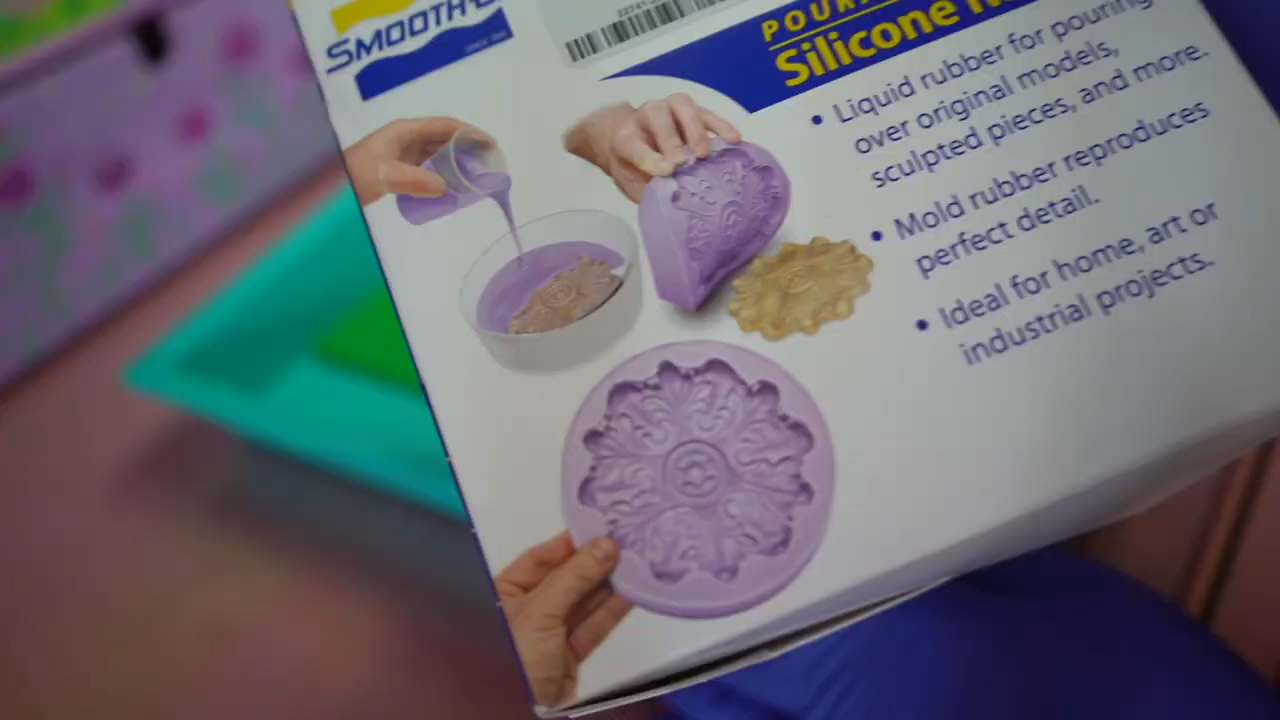 SMOOTH-O
Silicone
• Liquid rubber for pouring
over original models,
sculpted pieces, and more.
• Mold rubber reproduces
perfect detail.
• Ideal for home, art or
industrial projects.